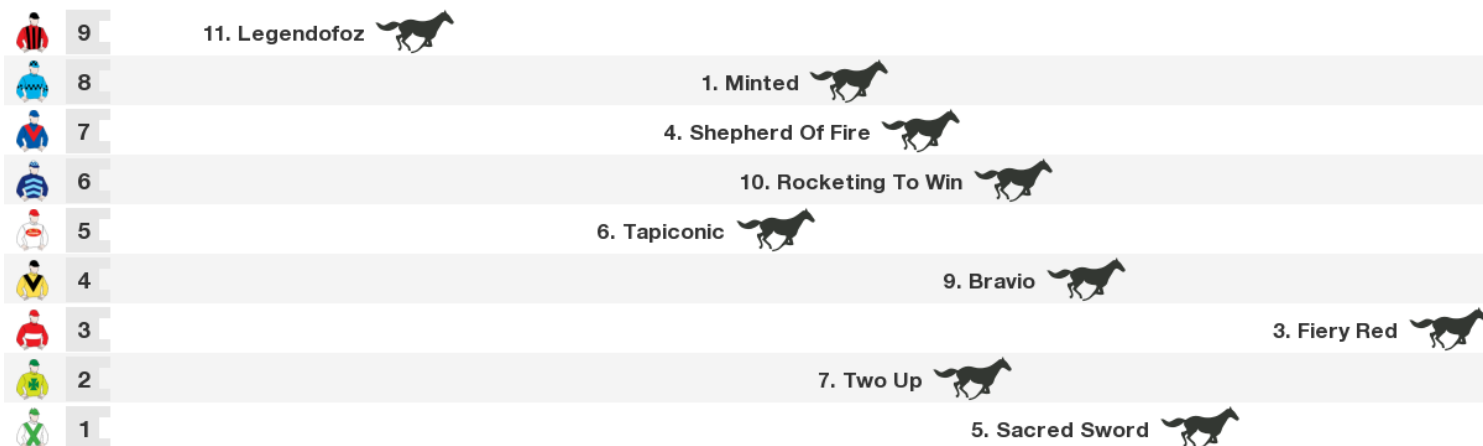 9 11. Legendofoz
8 1. Minted
7 4. Shepherd Of Fire
6 10. Rocketing To Win
5 6. Tapiconic
4 9. Bravio
3 3. Fiery Red
2 7. Two Up
1 5. Sacred Sword